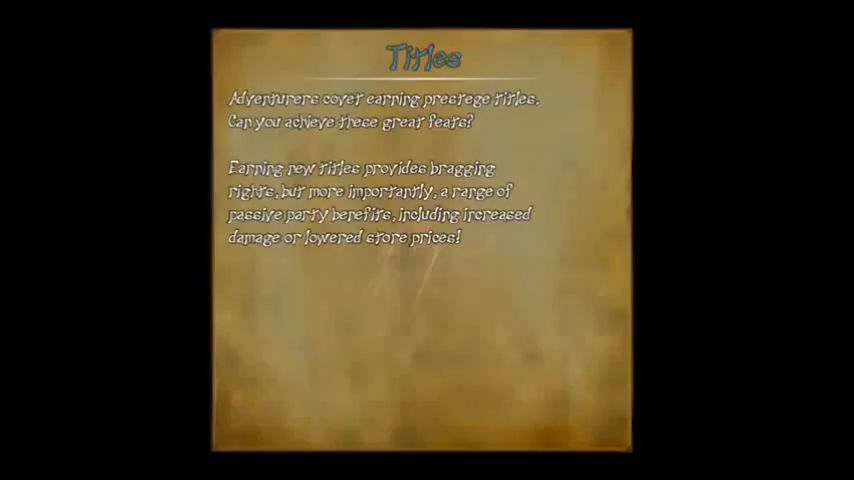 Titles
Adventurers covet earning prestege titles.
Can you achieve these great feats?
Earning new titles provides bragging
rights, but more importantly, a range of
passive party benefits, including increased
damage or lowered store prices!